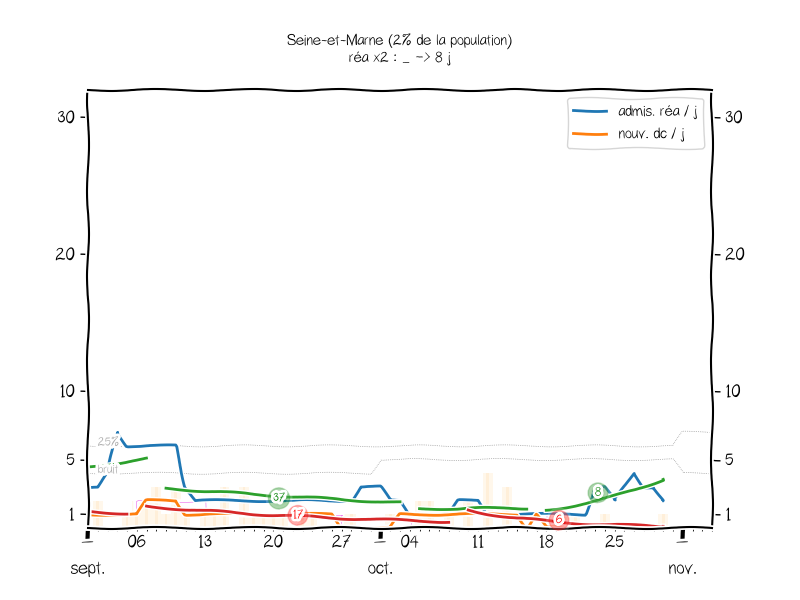 Seine-et-Marne (2% de la population)
réa x2 : _ -> 8 j
admis. réa / j
nouv. dc / j
30
30
20
20
10
10
5
5
1
1
25%
bruit
37
17
8
6
06
13
20
27
04
11
18
25
sept.
oct.
nov.